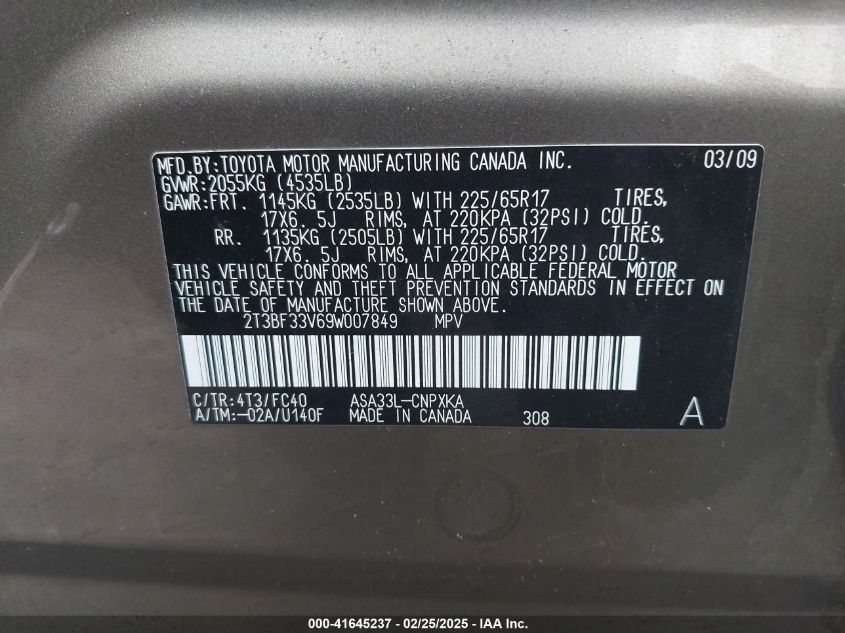 MFD.BY:TOYOTA MOTOR MANUFACTURING CANADA INC. 03/09
GVWR:2055KG (4535LB)
GAWR:FRT. 1145KG (2535LB) WITH 225/65R17 TIRES,
17X6. 5J RIMS, AT 220KPA (32PSI) COLD.
RR. 1135KG (2505LB) WITH 225/65R17 TIRES,
17X6. 5J RIMS, AT 220KPA (32PSI) COLD.
THIS VEHICLE CONFORMS TO ALL APPLICABLE FEDERAL MOTOR
VEHICLE SAFETY AND THEFT PREVENTION STANDARDS IN EFFECT ON
THE DATE OF MANUFACTURE SHOWN ABOVE.
2T3BF33V69W007849 MPV
C/TR:4T3/FC40 ASA33L-CNPXKA
A/TM:-02A/U140F MADE IN CANADA 308 A
000-41645237 - 02/25/2025 - IAA Inc.